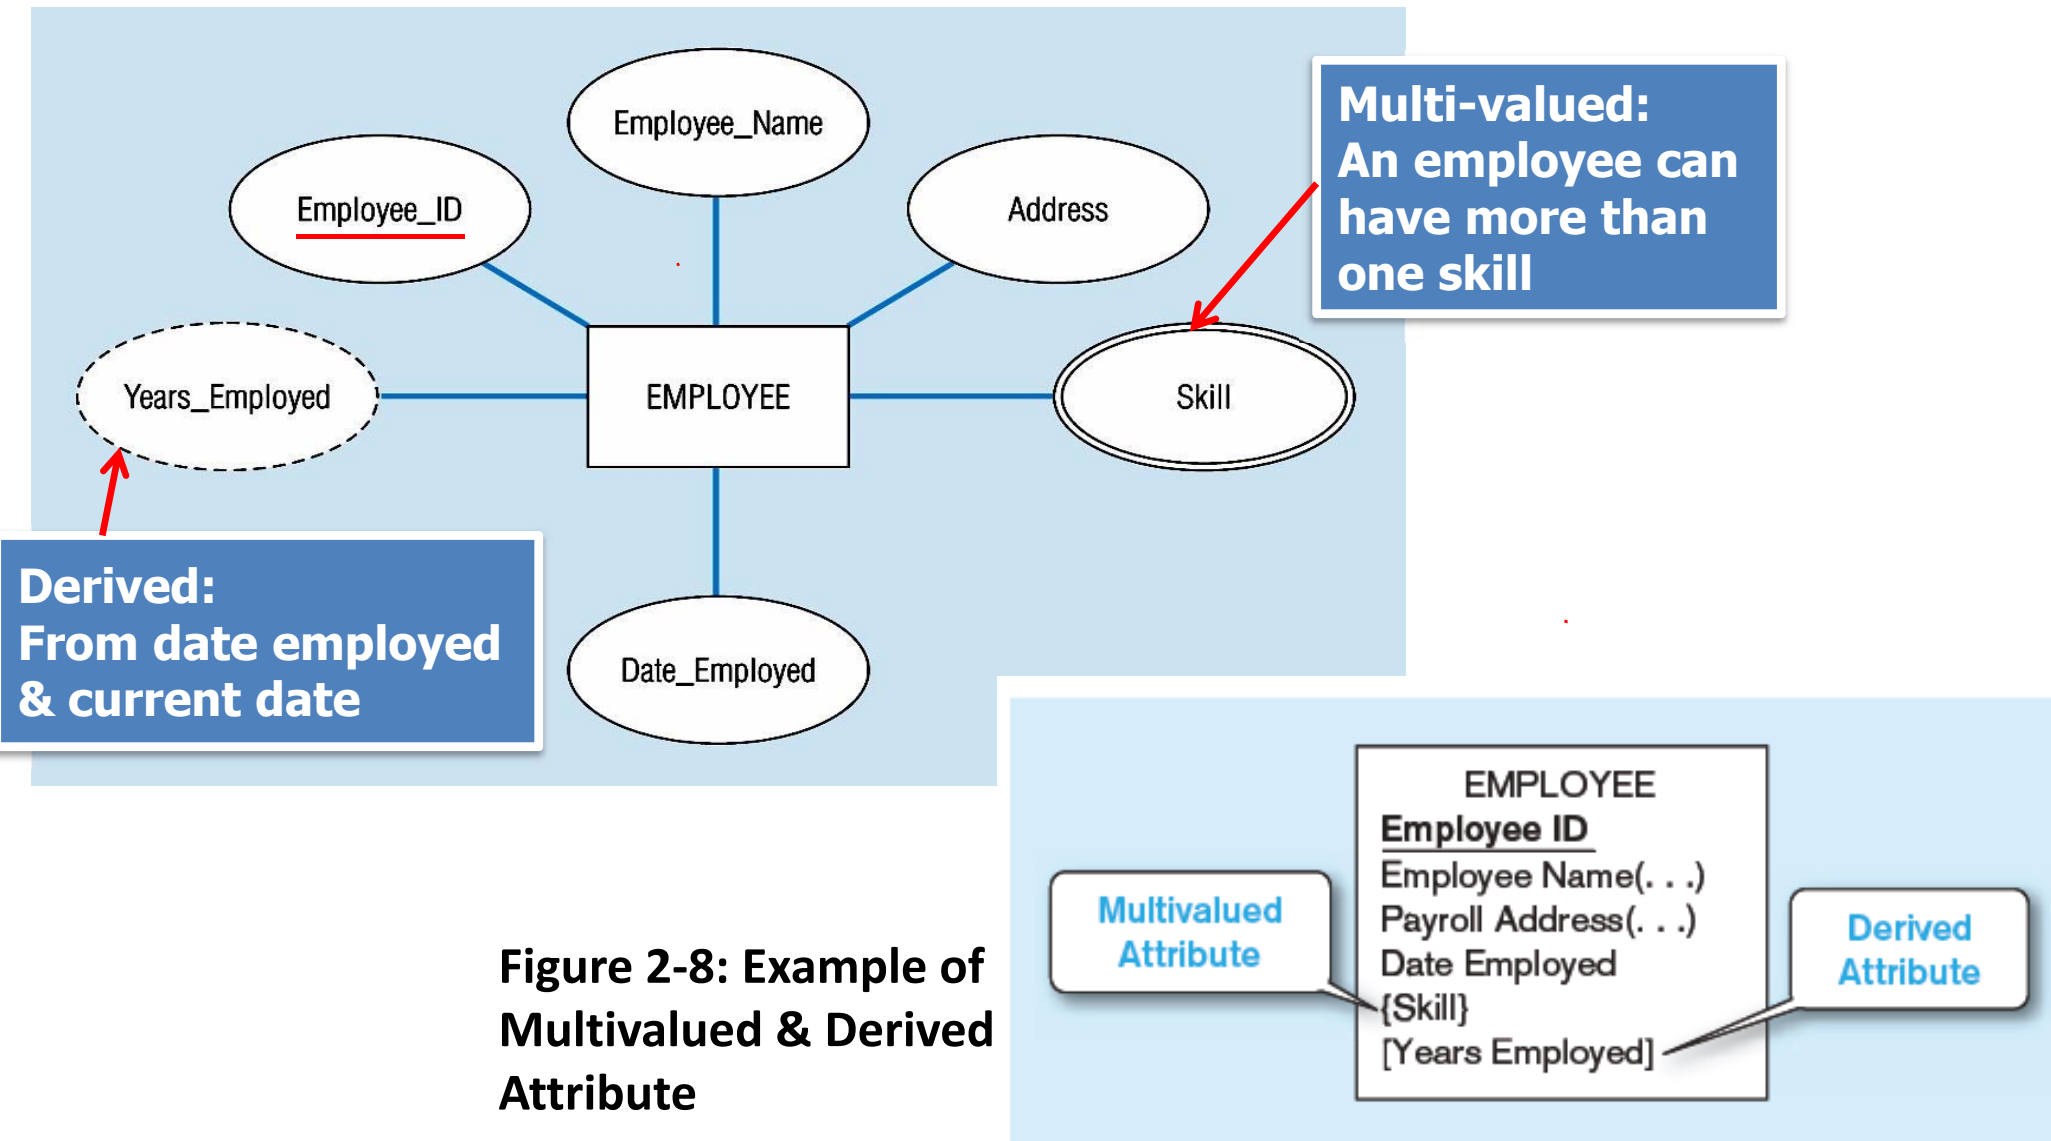 Employee_Name
Employee_ID
Address
Multi-valued:
An employee can
have more than
one skill
Years_Employed
EMPLOYEE
Skill
Derived:
From date employed
& current date
Date_Employed
Figure 2-8: Example of
Multivalued & Derived
Attribute
EMPLOYEE
Employee ID
Employee Name(. . .)
Payroll Address(. . .)
Date Employed
{Skill}
[Years Employed]
Multivalued
Attribute
Derived
Attribute